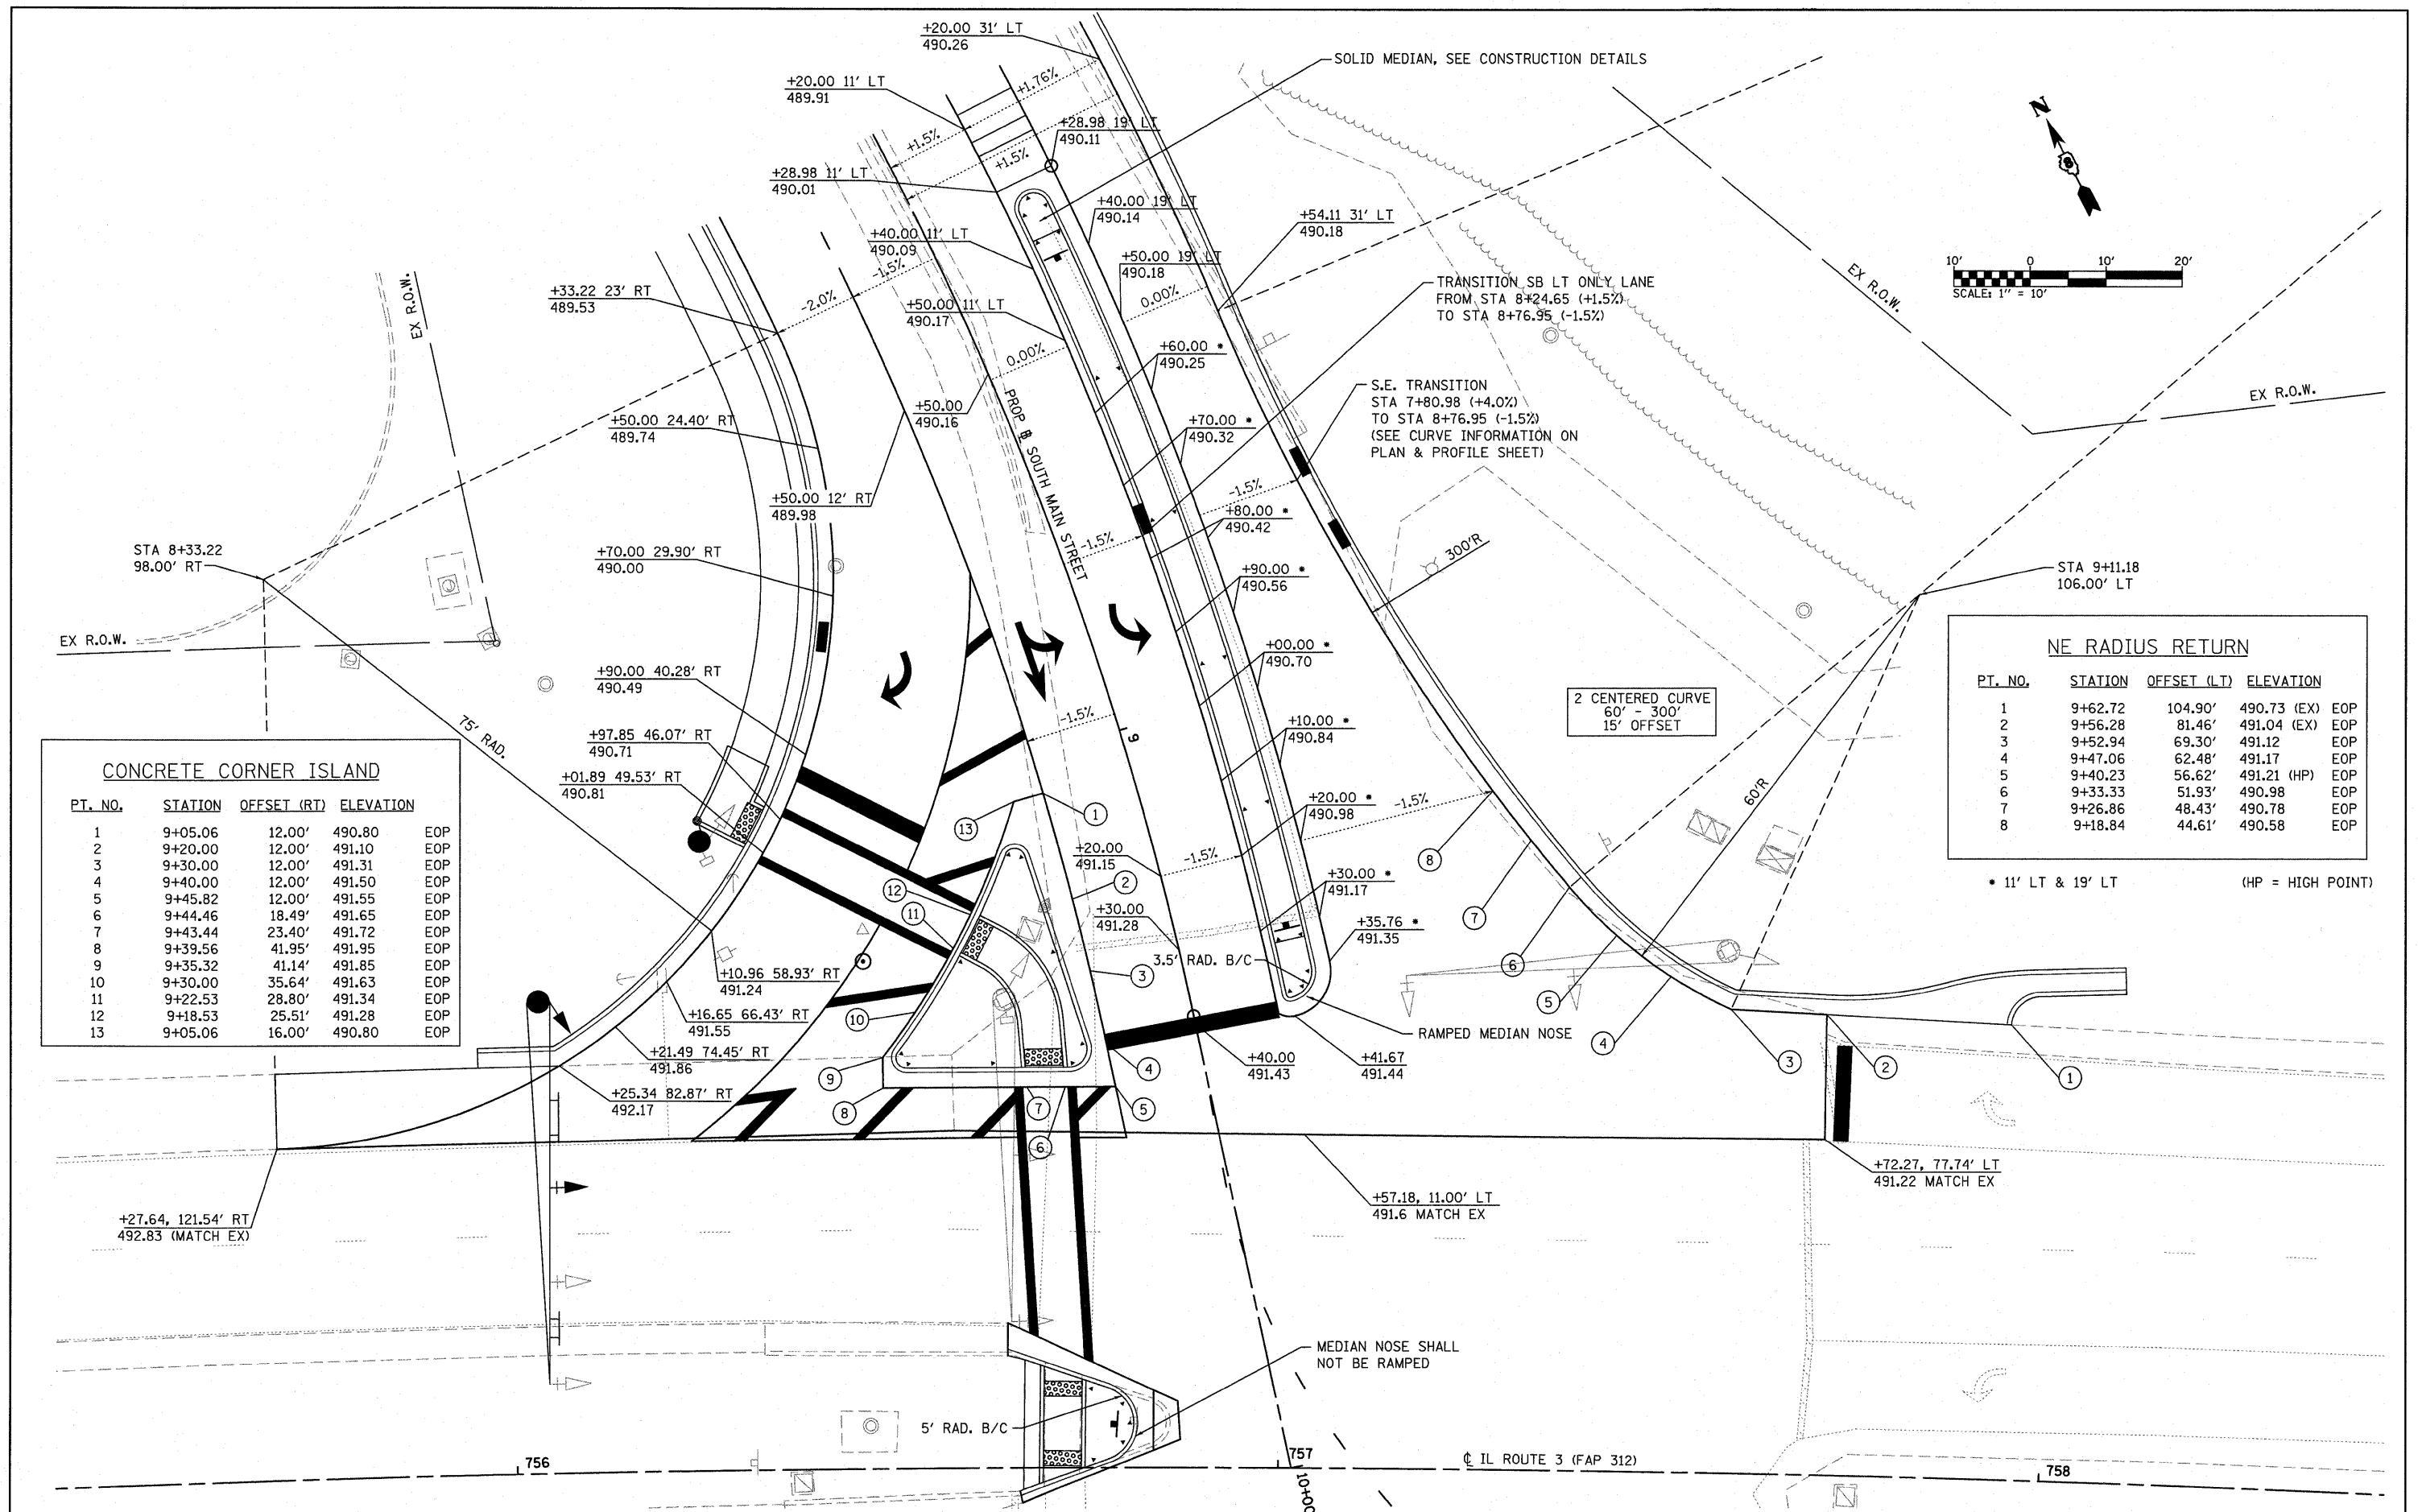 +20.00 31' LT
490.26
SOLID MEDIAN, SEE CONSTRUCTION DETAILS
+20.00 11' LT
489.91
+1.76%
+1.5%
+28.98 19' LT
490.11
+1.5%
+28.98 11' LT
490.01
+40.00 19' LT
490.14
+54.11 31' LT
490.18
+40.00 11' LT
490.09
-1.5%
+50.00 19' LT
490.18
-2.0%
+33.22 23' RT
489.53
+50.00 11' LT
490.17
0.00%
0.00%
TRANSITION SB LT ONLY LANE
FROM STA 8+24.65 (+1.5%)
TO STA 8+76.95 (-1.5%)
N
10' 0 10' 20'
SCALE: 1" = 10'
EX R.O.W.
EX R.O.W.
EX R.O.W.
+60.00 *
490.25
S.E. TRANSITION
STA 7+80.98 (+4.0%)
TO STA 8+76.95 (-1.5%)
(SEE CURVE INFORMATION ON
PLAN & PROFILE SHEET)
+50.00
490.16
PROP B SOUTH MAIN STREET
+50.00 24.40' RT
489.74
+70.00 *
490.32
+50.00 12' RT
489.98
-1.5%
+80.00 *
490.42
-1.5%
STA 8+33.22
98.00' RT
+70.00 29.90' RT
490.00
300'R
+90.00 *
490.56
STA 9+11.18
106.00' LT
EX R.O.W.
+00.00 *
490.70
+90.00 40.28' RT
490.49
75' RAD.
+97.85 46.07' RT
490.71
+01.89 49.53' RT
490.81
-1.5%
9
+10.00 *
490.84
2 CENTERED CURVE
60' - 300'
15' OFFSET
60'R
NE RADIUS RETURN
PT. NO. STATION OFFSET (LT) ELEVATION
1 9+62.72 104.90' 490.73 (EX) EOP
2 9+56.28 81.46' 491.04 (EX) EOP
3 9+52.94 69.30' 491.12 EOP
4 9+47.06 62.48' 491.17 EOP
5 9+40.23 56.62' 491.21 (HP) EOP
6 9+33.33 51.93' 490.98 EOP
7 9+26.86 48.43' 490.78 EOP
8 9+18.84 44.61' 490.58 EOP
* 11' LT & 19' LT (HP = HIGH POINT)
CONCRETE CORNER ISLAND
PT. NO. STATION OFFSET (RT) ELEVATION
1 9+05.06 12.00' 490.80 EOP
2 9+20.00 12.00' 491.10 EOP
3 9+30.00 12.00' 491.31 EOP
4 9+40.00 12.00' 491.50 EOP
5 9+45.82 12.00' 491.55 EOP
6 9+44.46 18.49' 491.65 EOP
7 9+43.44 23.40' 491.72 EOP
8 9+39.56 41.95' 491.95 EOP
9 9+35.32 41.14' 491.85 EOP
10 9+30.00 35.64' 491.63 EOP
11 9+22.53 28.80' 491.34 EOP
12 9+18.53 25.51' 491.28 EOP
13 9+05.06 16.00' 490.80 EOP
13
1
+20.00 *
490.98
-1.5%
+20.00
491.15
-1.5%
8
12
2
+30.00 *
491.17
11
+30.00
491.28
7
+35.76 *
491.35
+10.96 58.93' RT
491.24
3.5' RAD. B/C
3
6
5
10
+16.65 66.43' RT
491.55
RAMPED MEDIAN NOSE
4
+21.49 74.45' RT
491.86
+40.00
491.43
+41.67
491.44
3
2
1
9
4
+25.34 82.87' RT
492.17
8
7
5
6
+27.64, 121.54' RT
492.83 (MATCH EX)
+72.27, 77.74' LT
491.22 MATCH EX
+57.18, 11.00' LT
491.6 MATCH EX
MEDIAN NOSE SHALL
NOT BE RAMPED
5' RAD. B/C
756
757
10+00
℄ IL ROUTE 3 (FAP 312)
758